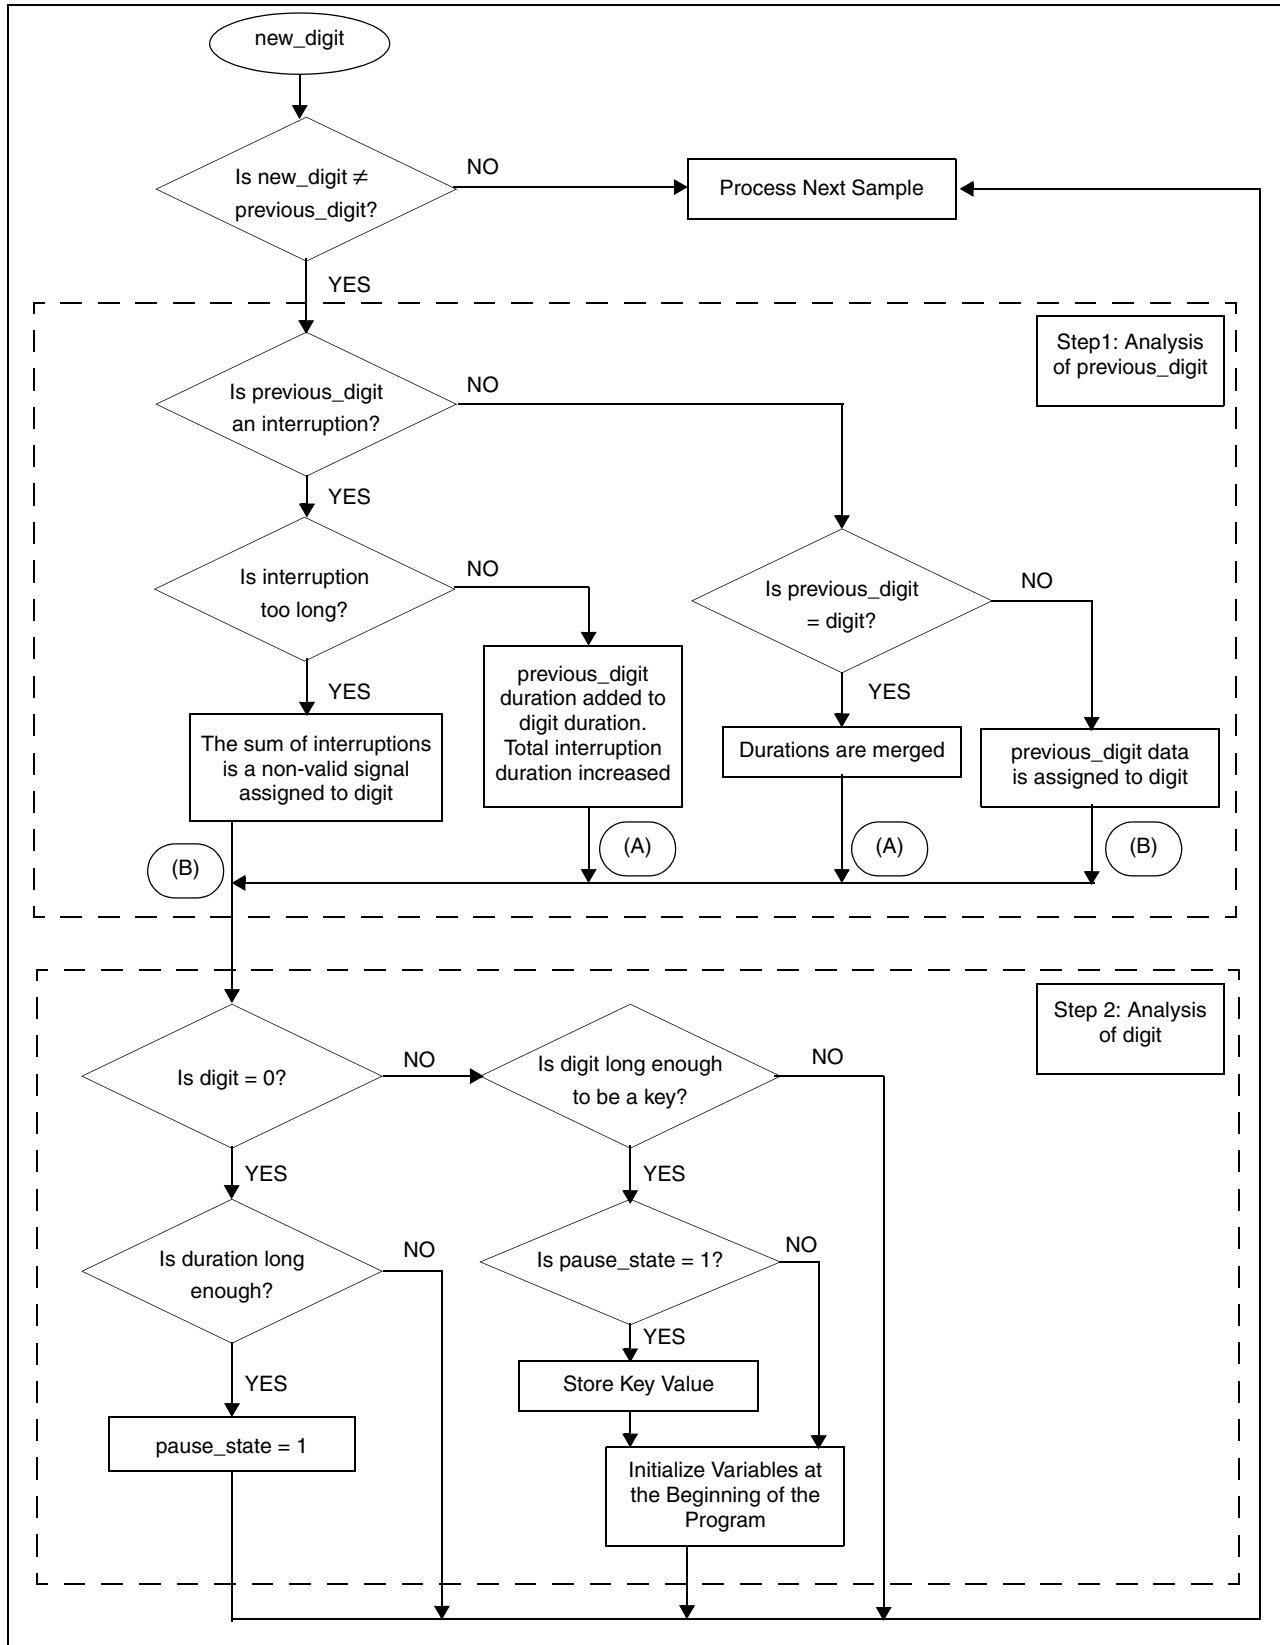 new_digit
Is new_digit ≠
previous_digit?
NO
Process Next Sample
YES
Step1: Analysis
of previous_digit
Is previous_digit
an interruption?
NO
YES
Is interruption
too long?
NO
Is previous_digit
= digit?
NO
YES
YES
previous_digit
duration added to
digit duration.
Total interruption
duration increased
The sum of interruptions
is a non-valid signal
assigned to digit
Durations are merged
previous_digit data
is assigned to digit
(B)
(A)
(A)
(B)
Step 2: Analysis
of digit
Is digit = 0?
NO
Is digit long enough
to be a key?
NO
YES
YES
Is duration long
enough?
NO
Is pause_state = 1?
NO
YES
YES
Store Key Value
pause_state = 1
Initialize Variables at
the Beginning of the
Program